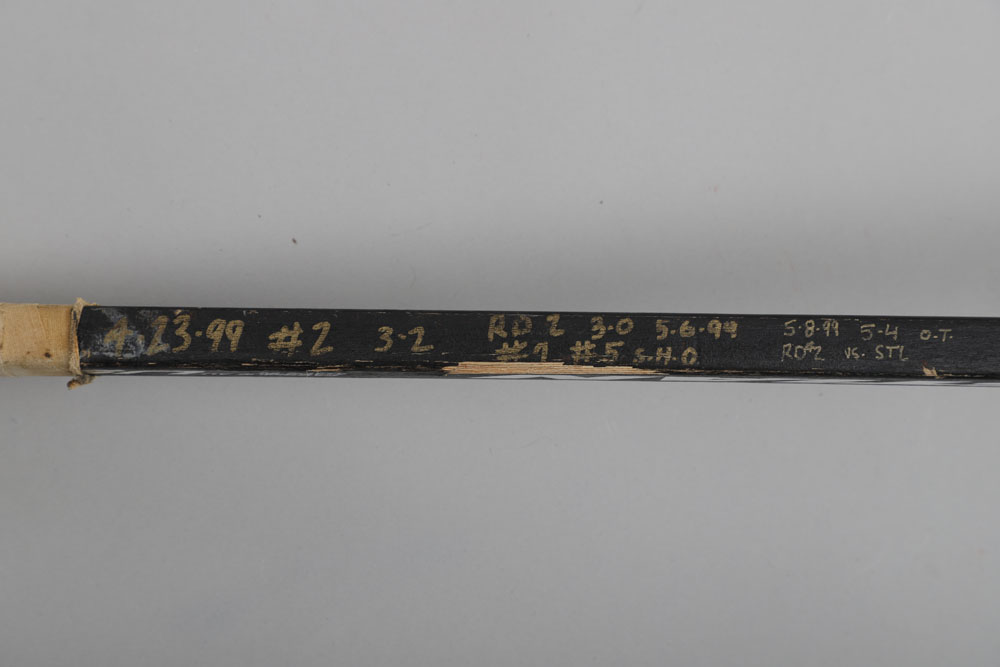 4.23.99 #2 3-2
RD 2 3.0 5.6.99
#1 #5 S.H.O
5.8.99 5-4 O.T.
RD#2 VS. STL